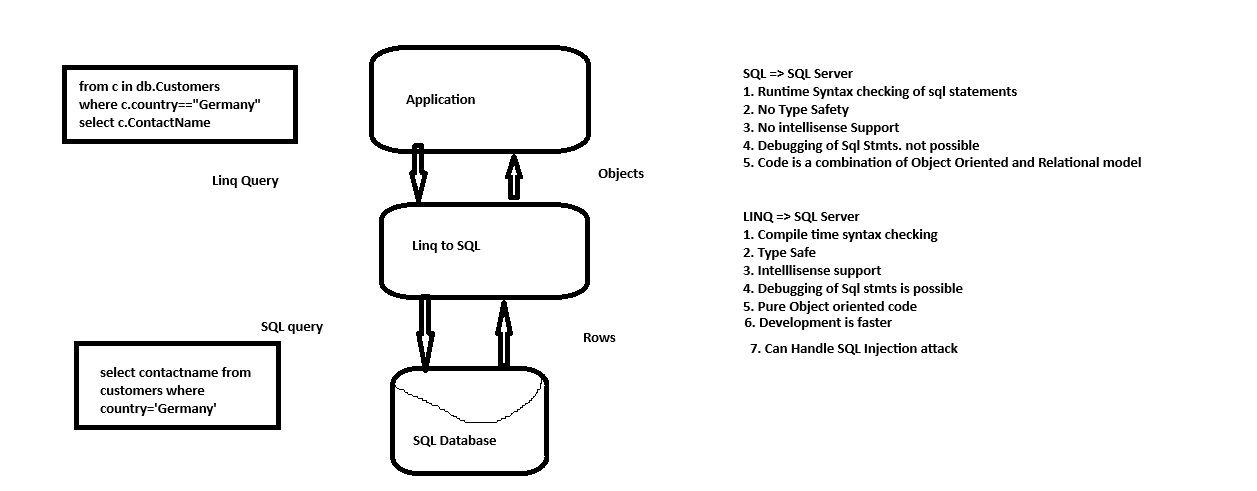 from c in db.Customers
where c.country=="Germany"
select c.ContactName
Application
Linq Query
Objects
Linq to SQL
SQL query
Rows
select contactname from
customers where
country='Germany'
SQL Database
SQL => SQL Server
1. Runtime Syntax checking of sql statements
2. No Type Safety
3. No intellisense Support
4. Debugging of Sql Stmts. not possible
5. Code is a combination of Object Oriented and Relational model
LINQ => SQL Server
1. Compile time syntax checking
2. Type Safe
3. Intelllisense support
4. Debugging of Sql stmts is possible
5. Pure Object oriented code
6. Development is faster
7. Can Handle SQL Injection attack